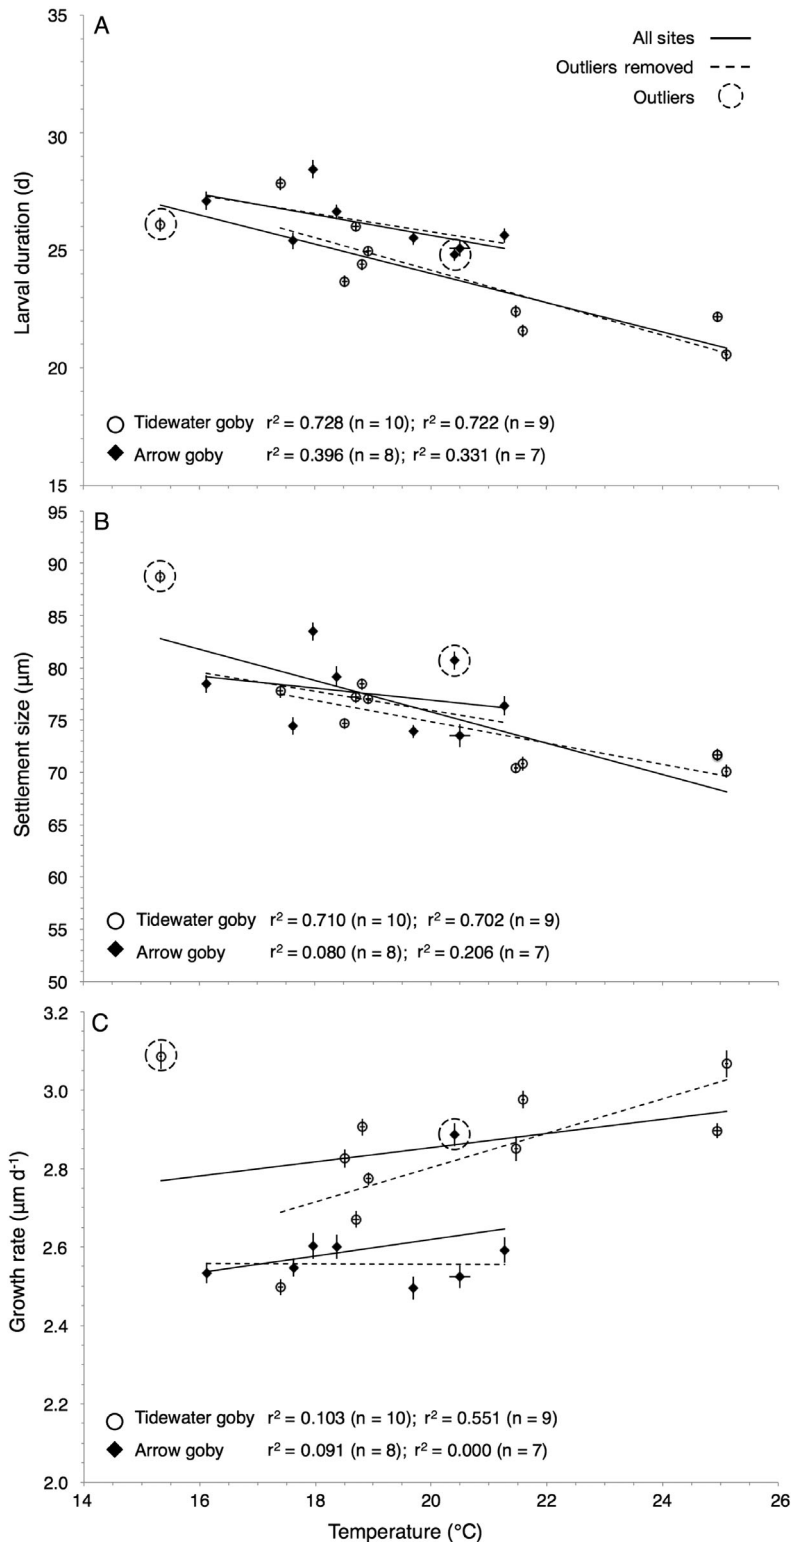 A
All sites
Outliers removed
Outliers
35
30
25
20
15
Larval duration (d)
Tidewater goby r² = 0.728 (n = 10); r² = 0.722 (n = 9)
Arrow goby r² = 0.396 (n = 8); r² = 0.331 (n = 7)
B
95
90
85
80
75
70
65
60
55
50
Settlement size (µm)
Tidewater goby r² = 0.710 (n = 10); r² = 0.702 (n = 9)
Arrow goby r² = 0.080 (n = 8); r² = 0.206 (n = 7)
C
3.2
3.0
2.8
2.6
2.4
2.2
2.0
Growth rate (µm d⁻¹)
Tidewater goby r² = 0.103 (n = 10); r² = 0.551 (n = 9)
Arrow goby r² = 0.091 (n = 8); r² = 0.000 (n = 7)
14 16 18 20 22 24 26
Temperature (°C)